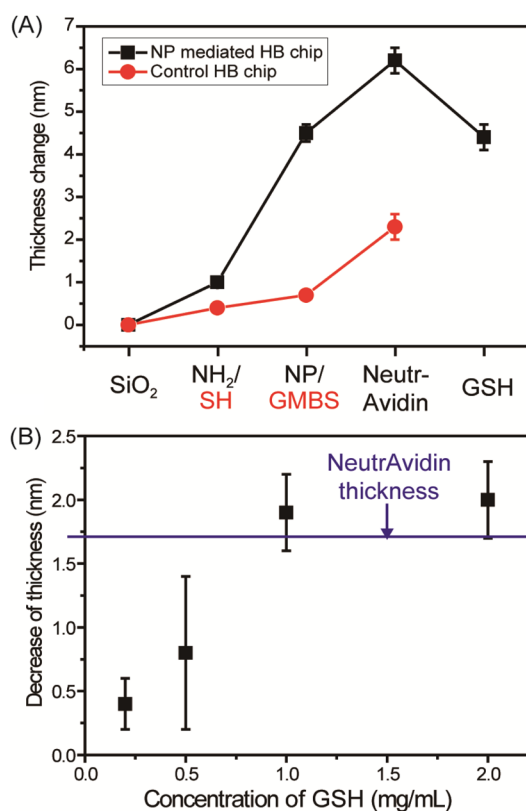 (A)
7
6
5
4
3
2
1
0
Thickness change (nm)
NP mediated HB chip
Control HB chip
SiO₂
NH₂/
SH
NP/
GMBS
Neutr-
Avidin
GSH
(B)
2.5
2.0
1.5
1.0
0.5
0.0
Decrease of thickness (nm)
NeutrAvidin
thickness
0.0 0.5 1.0 1.5 2.0
Concentration of GSH (mg/mL)